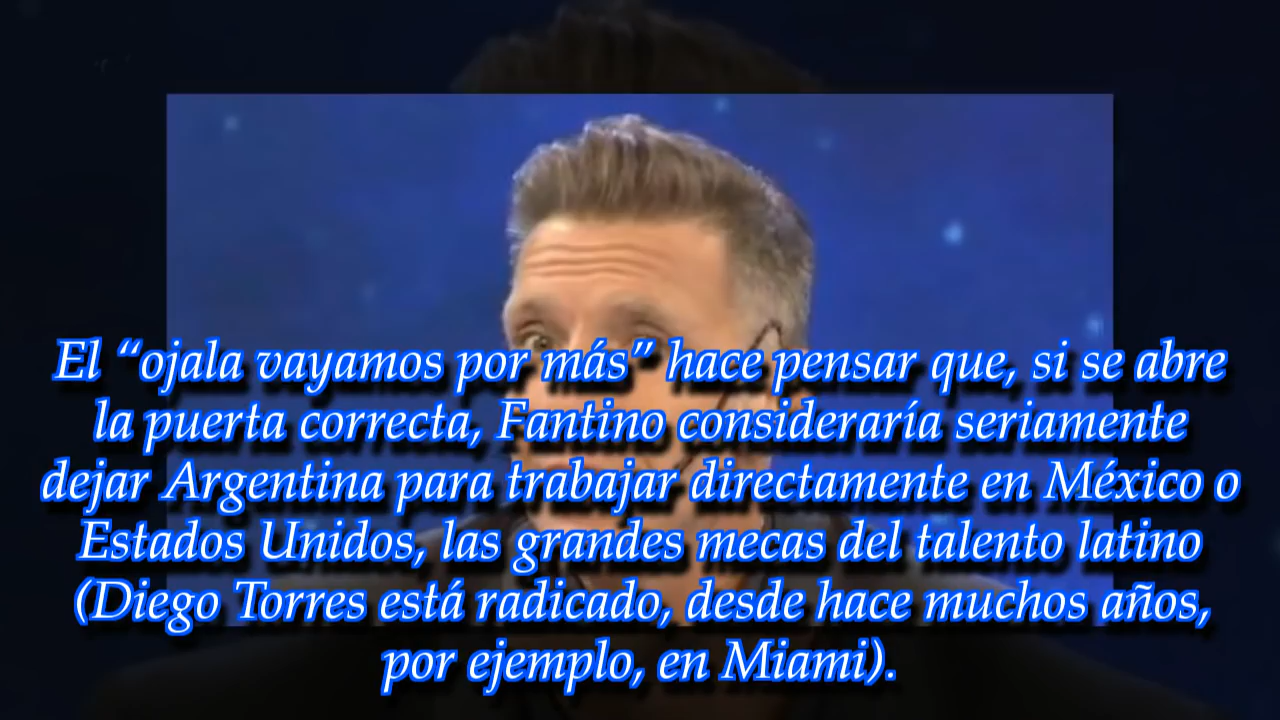 El “ojala vayamos por más” hace pensar que, si se abre
la puerta correcta, Fantino consideraría seriamente
dejar Argentina para trabajar directamente en México o
Estados Unidos, las grandes mecas del talento latino
(Diego Torres está radicado, desde hace muchos años,
por ejemplo, en Miami).